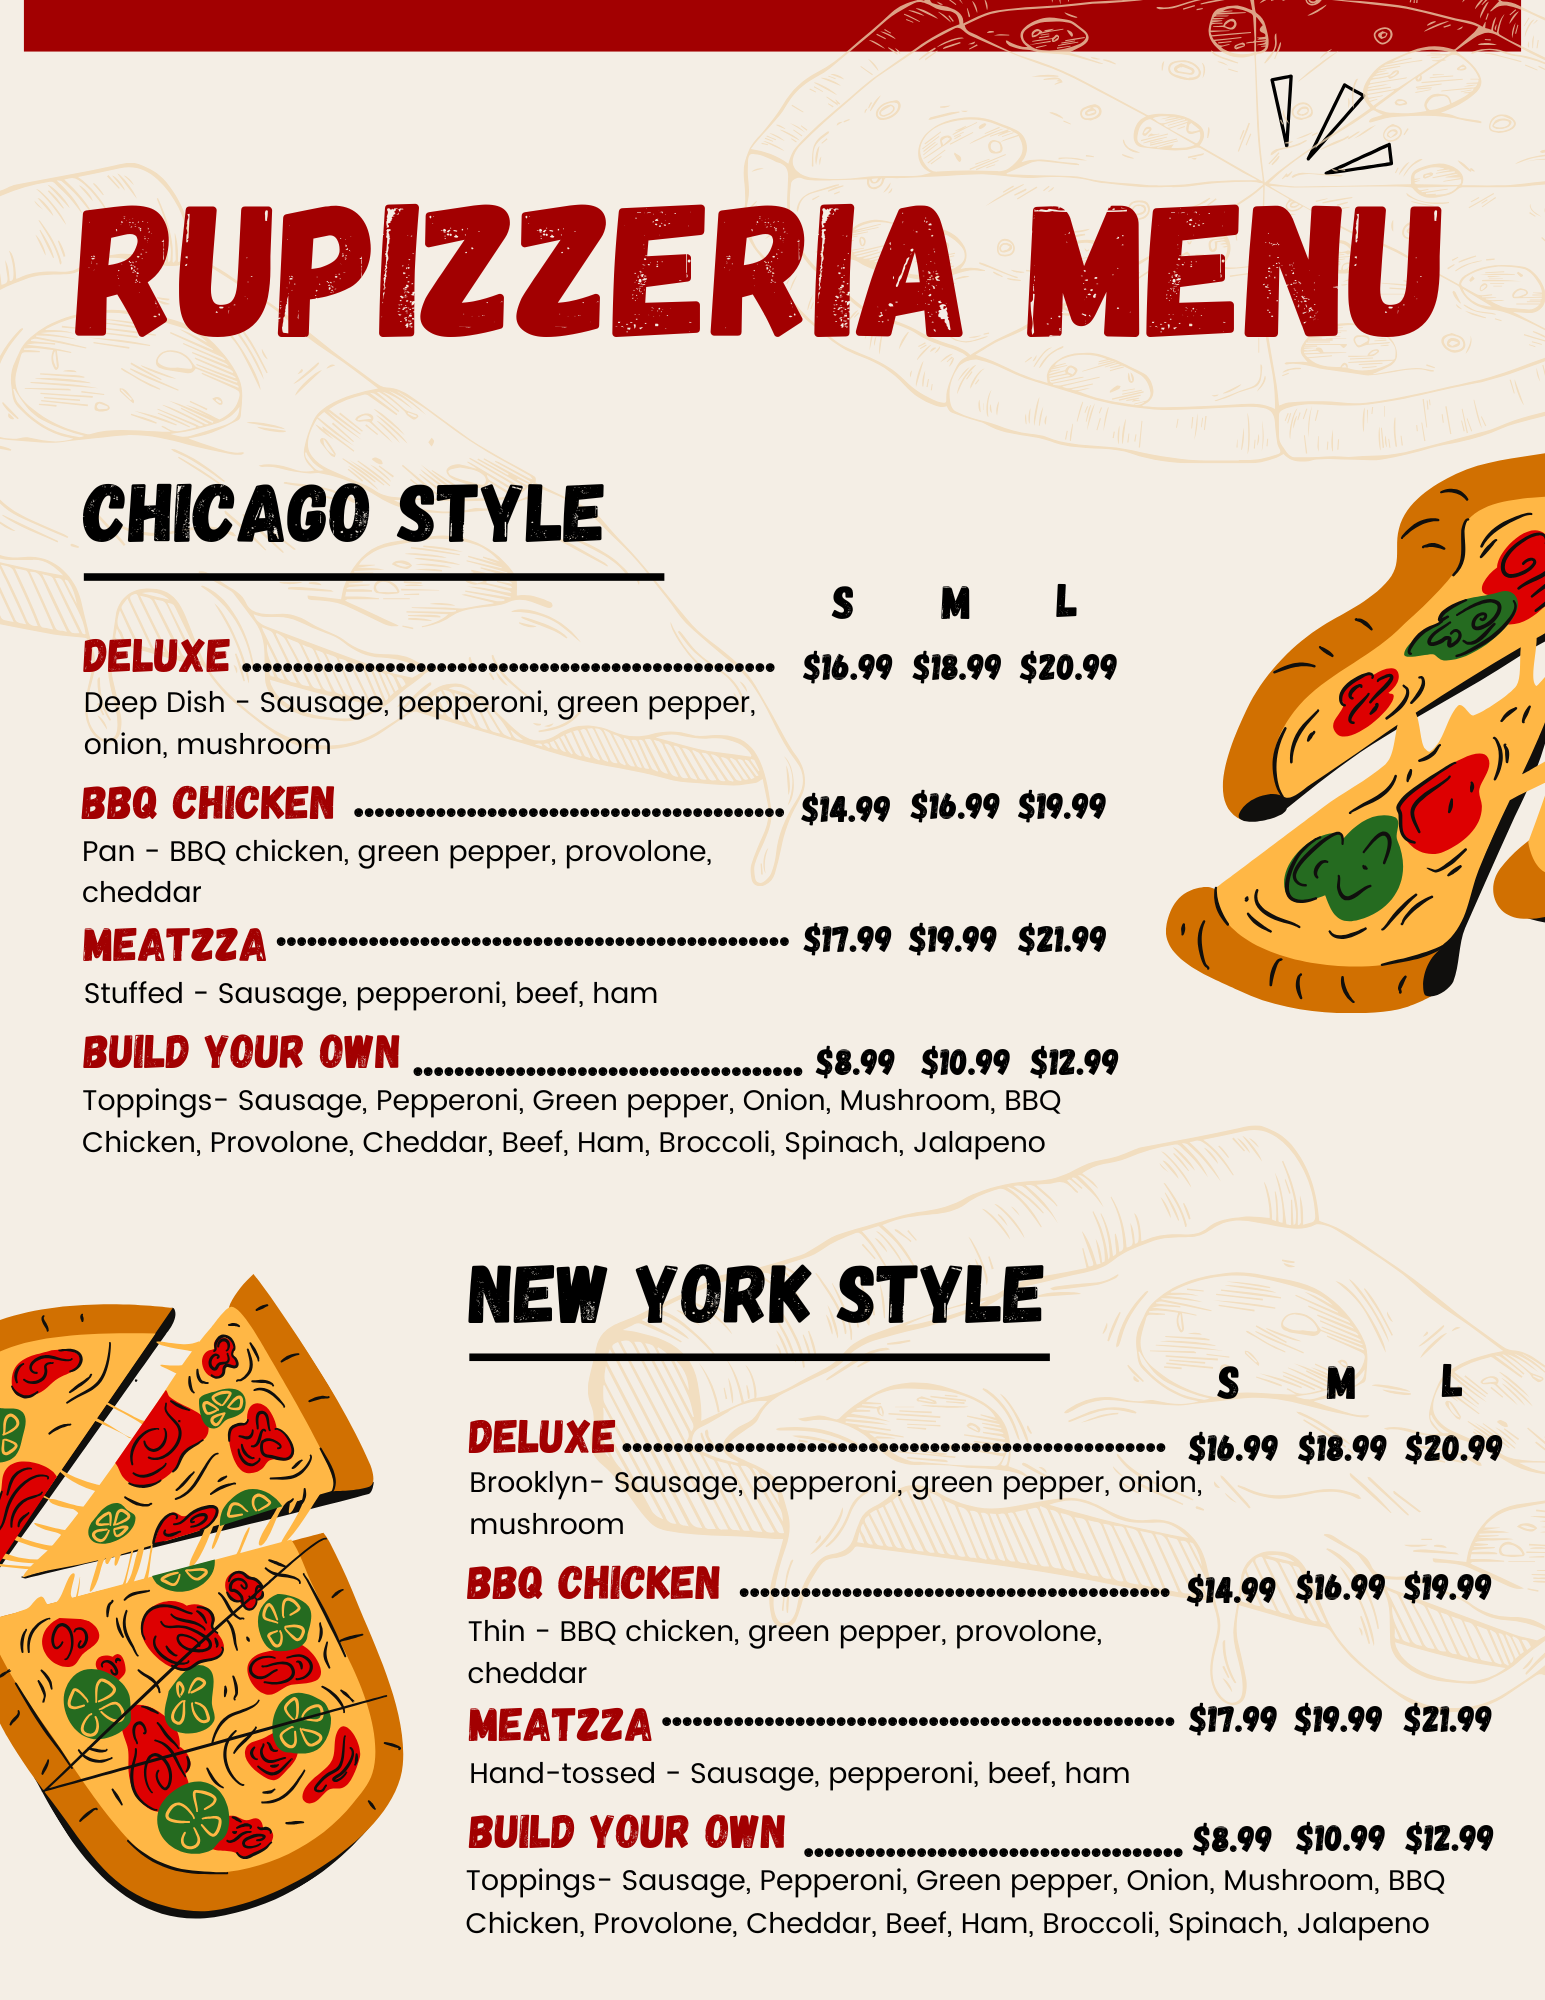 RUPIZZERIA MENU
CHICAGO STYLE
S M L
DELUXE ........ $16.99 $18.99 $20.99
Deep Dish - Sausage, pepperoni, green pepper,
onion, mushroom
BBQ CHICKEN ........ $14.99 $16.99 $19.99
Pan - BBQ chicken, green pepper, provolone,
cheddar
MEATZZA ........ $17.99 $19.99 $21.99
Stuffed - Sausage, pepperoni, beef, ham
BUILD YOUR OWN ........ $8.99 $10.99 $12.99
Toppings- Sausage, Pepperoni, Green pepper, Onion, Mushroom, BBQ
Chicken, Provolone, Cheddar, Beef, Ham, Broccoli, Spinach, Jalapeno
NEW YORK STYLE
S M L
DELUXE ........ $16.99 $18.99 $20.99
Brooklyn- Sausage, pepperoni, green pepper, onion,
mushroom
BBQ CHICKEN ........ $14.99 $16.99 $19.99
Thin - BBQ chicken, green pepper, provolone,
cheddar
MEATZZA ........ $17.99 $19.99 $21.99
Hand-tossed - Sausage, pepperoni, beef, ham
BUILD YOUR OWN ........ $8.99 $10.99 $12.99
Toppings- Sausage, Pepperoni, Green pepper, Onion, Mushroom, BBQ
Chicken, Provolone, Cheddar, Beef, Ham, Broccoli, Spinach, Jalapeno